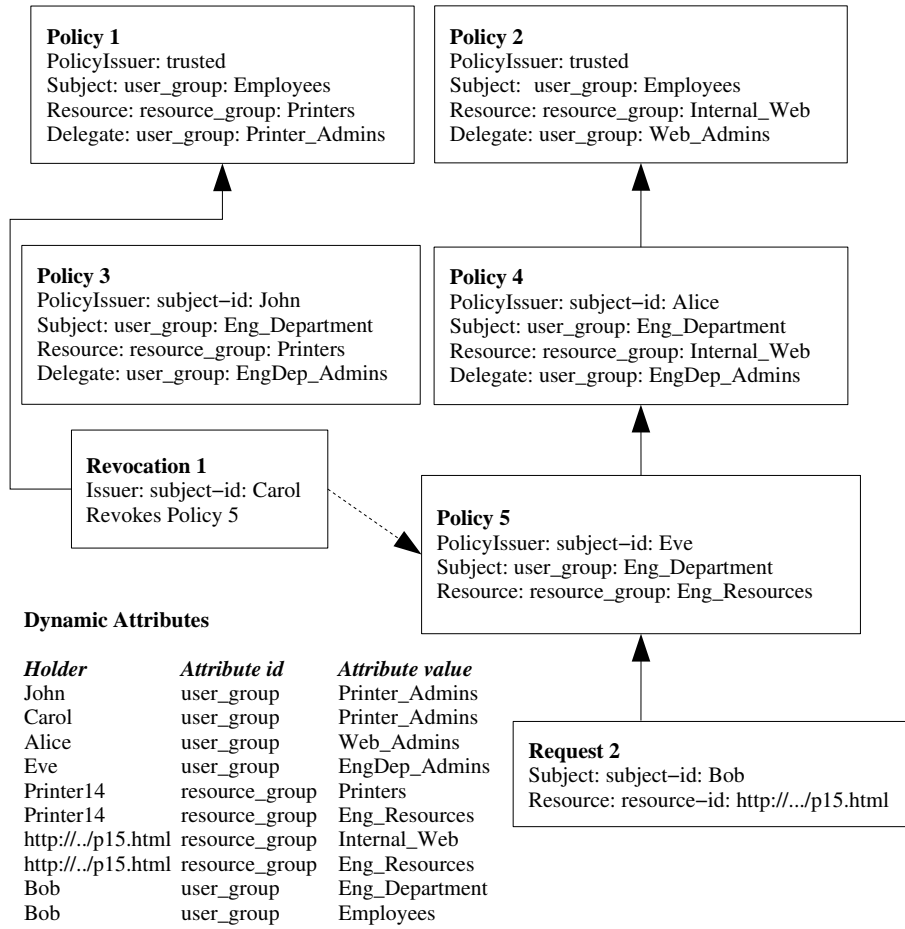 Policy 1
PolicyIssuer: trusted
Subject: user_group: Employees
Resource: resource_group: Printers
Delegate: user_group: Printer_Admins
Policy 2
PolicyIssuer: trusted
Subject: user_group: Employees
Resource: resource_group: Internal_Web
Delegate: user_group: Web_Admins
Policy 3
PolicyIssuer: subject−id: John
Subject: user_group: Eng_Department
Resource: resource_group: Printers
Delegate: user_group: EngDep_Admins
Policy 4
PolicyIssuer: subject−id: Alice
Subject: user_group: Eng_Department
Resource: resource_group: Internal_Web
Delegate: user_group: EngDep_Admins
Revocation 1
Issuer: subject−id: Carol
Revokes Policy 5
Policy 5
PolicyIssuer: subject−id: Eve
Subject: user_group: Eng_Department
Resource: resource_group: Eng_Resources
Dynamic Attributes
Holder Attribute id Attribute value
John user_group Printer_Admins
Carol user_group Printer_Admins
Alice user_group Web_Admins
Eve user_group EngDep_Admins
Printer14 resource_group Printers
Printer14 resource_group Eng_Resources
http://../p15.html resource_group Internal_Web
http://../p15.html resource_group Eng_Resources
Bob user_group Eng_Department
Bob user_group Employees
Request 2
Subject: subject−id: Bob
Resource: resource−id: http://.../p15.html